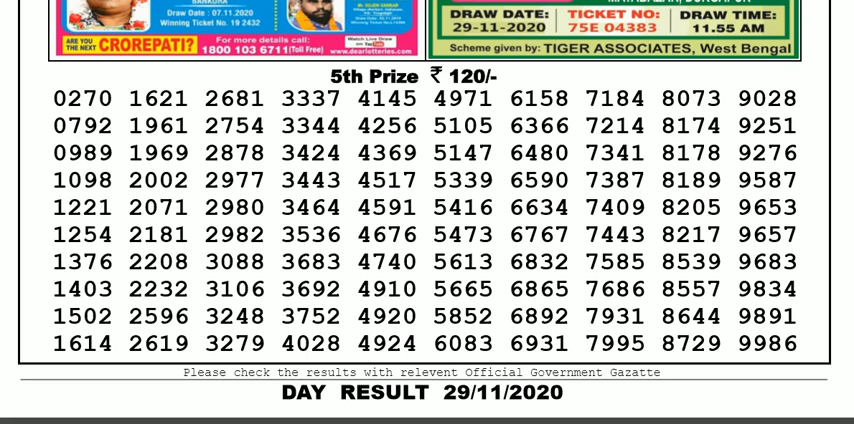 BANKURA
Draw Date : 07.11.2020
Winning Ticket No. 19 2432
ARE YOU THE NEXT CROREPATI?
For more details call:
1800 103 6711(Toll Free)
Watch Live Draw
www.dearlotteries.com
DRAW DATE: TICKET NO: DRAW TIME:
29-11-2020 75E 04383 11.55 AM
Scheme given by: TIGER ASSOCIATES, West Bengal
5th Prize ₹ 120/-
0270 1621 2681 3337 4145 4971 6158 7184 8073 9028
0792 1961 2754 3344 4256 5105 6366 7214 8174 9251
0989 1969 2878 3424 4369 5147 6480 7341 8178 9276
1098 2002 2977 3443 4517 5339 6590 7387 8189 9587
1221 2071 2980 3464 4591 5416 6634 7409 8205 9653
1254 2181 2982 3536 4676 5473 6767 7443 8217 9657
1376 2208 3088 3683 4740 5613 6832 7585 8539 9683
1403 2232 3106 3692 4910 5665 6865 7686 8557 9834
1502 2596 3248 3752 4920 5852 6892 7931 8644 9891
1614 2619 3279 4028 4924 6083 6931 7995 8729 9986
Please check the results with relevent Official Government Gazatte
DAY RESULT 29/11/2020